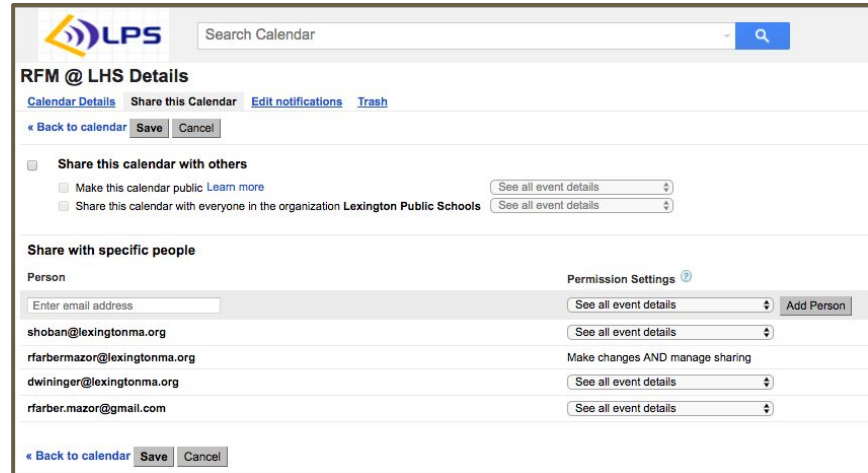 LPS
Search Calendar
RFM @ LHS Details
Calendar Details Share this Calendar Edit notifications Trash
« Back to calendar Save Cancel
Share this calendar with others
Make this calendar public Learn more See all event details
Share this calendar with everyone in the organization Lexington Public Schools See all event details
Share with specific people
Person Permission Settings ?
Enter email address See all event details Add Person
shoban@lexingtonma.org See all event details
rfarbermazor@lexingtonma.org Make changes AND manage sharing
dwininger@lexingtonma.org See all event details
rfarber.mazor@gmail.com See all event details
« Back to calendar Save Cancel